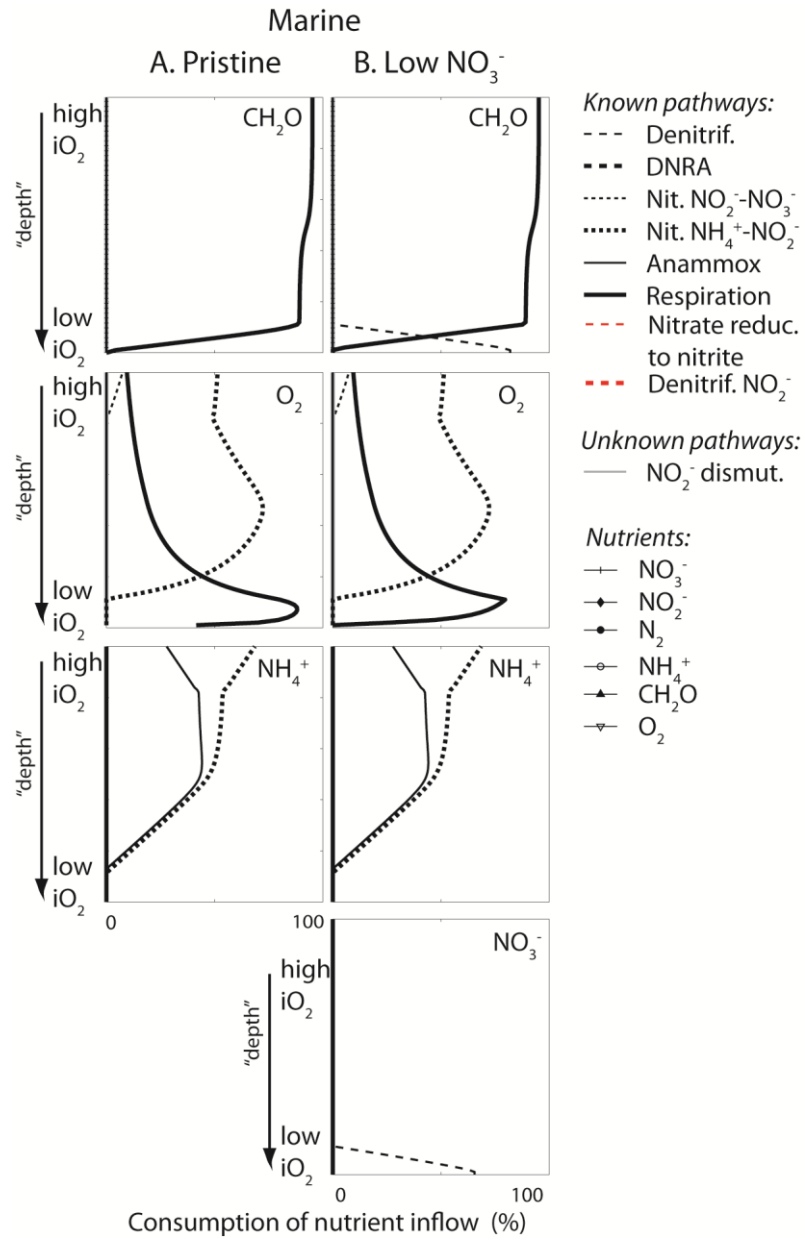 Marine
A. Pristine
B. Low NO₃⁻
high
iO₂
"depth"
low
iO₂
CH₂O
CH₂O
high
iO₂
"depth"
low
iO₂
O₂
O₂
high
iO₂
"depth"
low
iO₂
NH₄⁺
NH₄⁺
0
100
high
iO₂
"depth"
low
iO₂
NO₃⁻
0
100
Consumption of nutrient inflow (%)
Known pathways:
Denitrif.
DNRA
Nit. NO₂⁻-NO₃⁻
Nit. NH₄⁺-NO₂⁻
Anammox
Respiration
Nitrate reduc.
to nitrite
Denitrif. NO₂⁻
Unknown pathways:
NO₂⁻ dismut.
Nutrients:
NO₃⁻
NO₂⁻
N₂
NH₄⁺
CH₂O
O₂